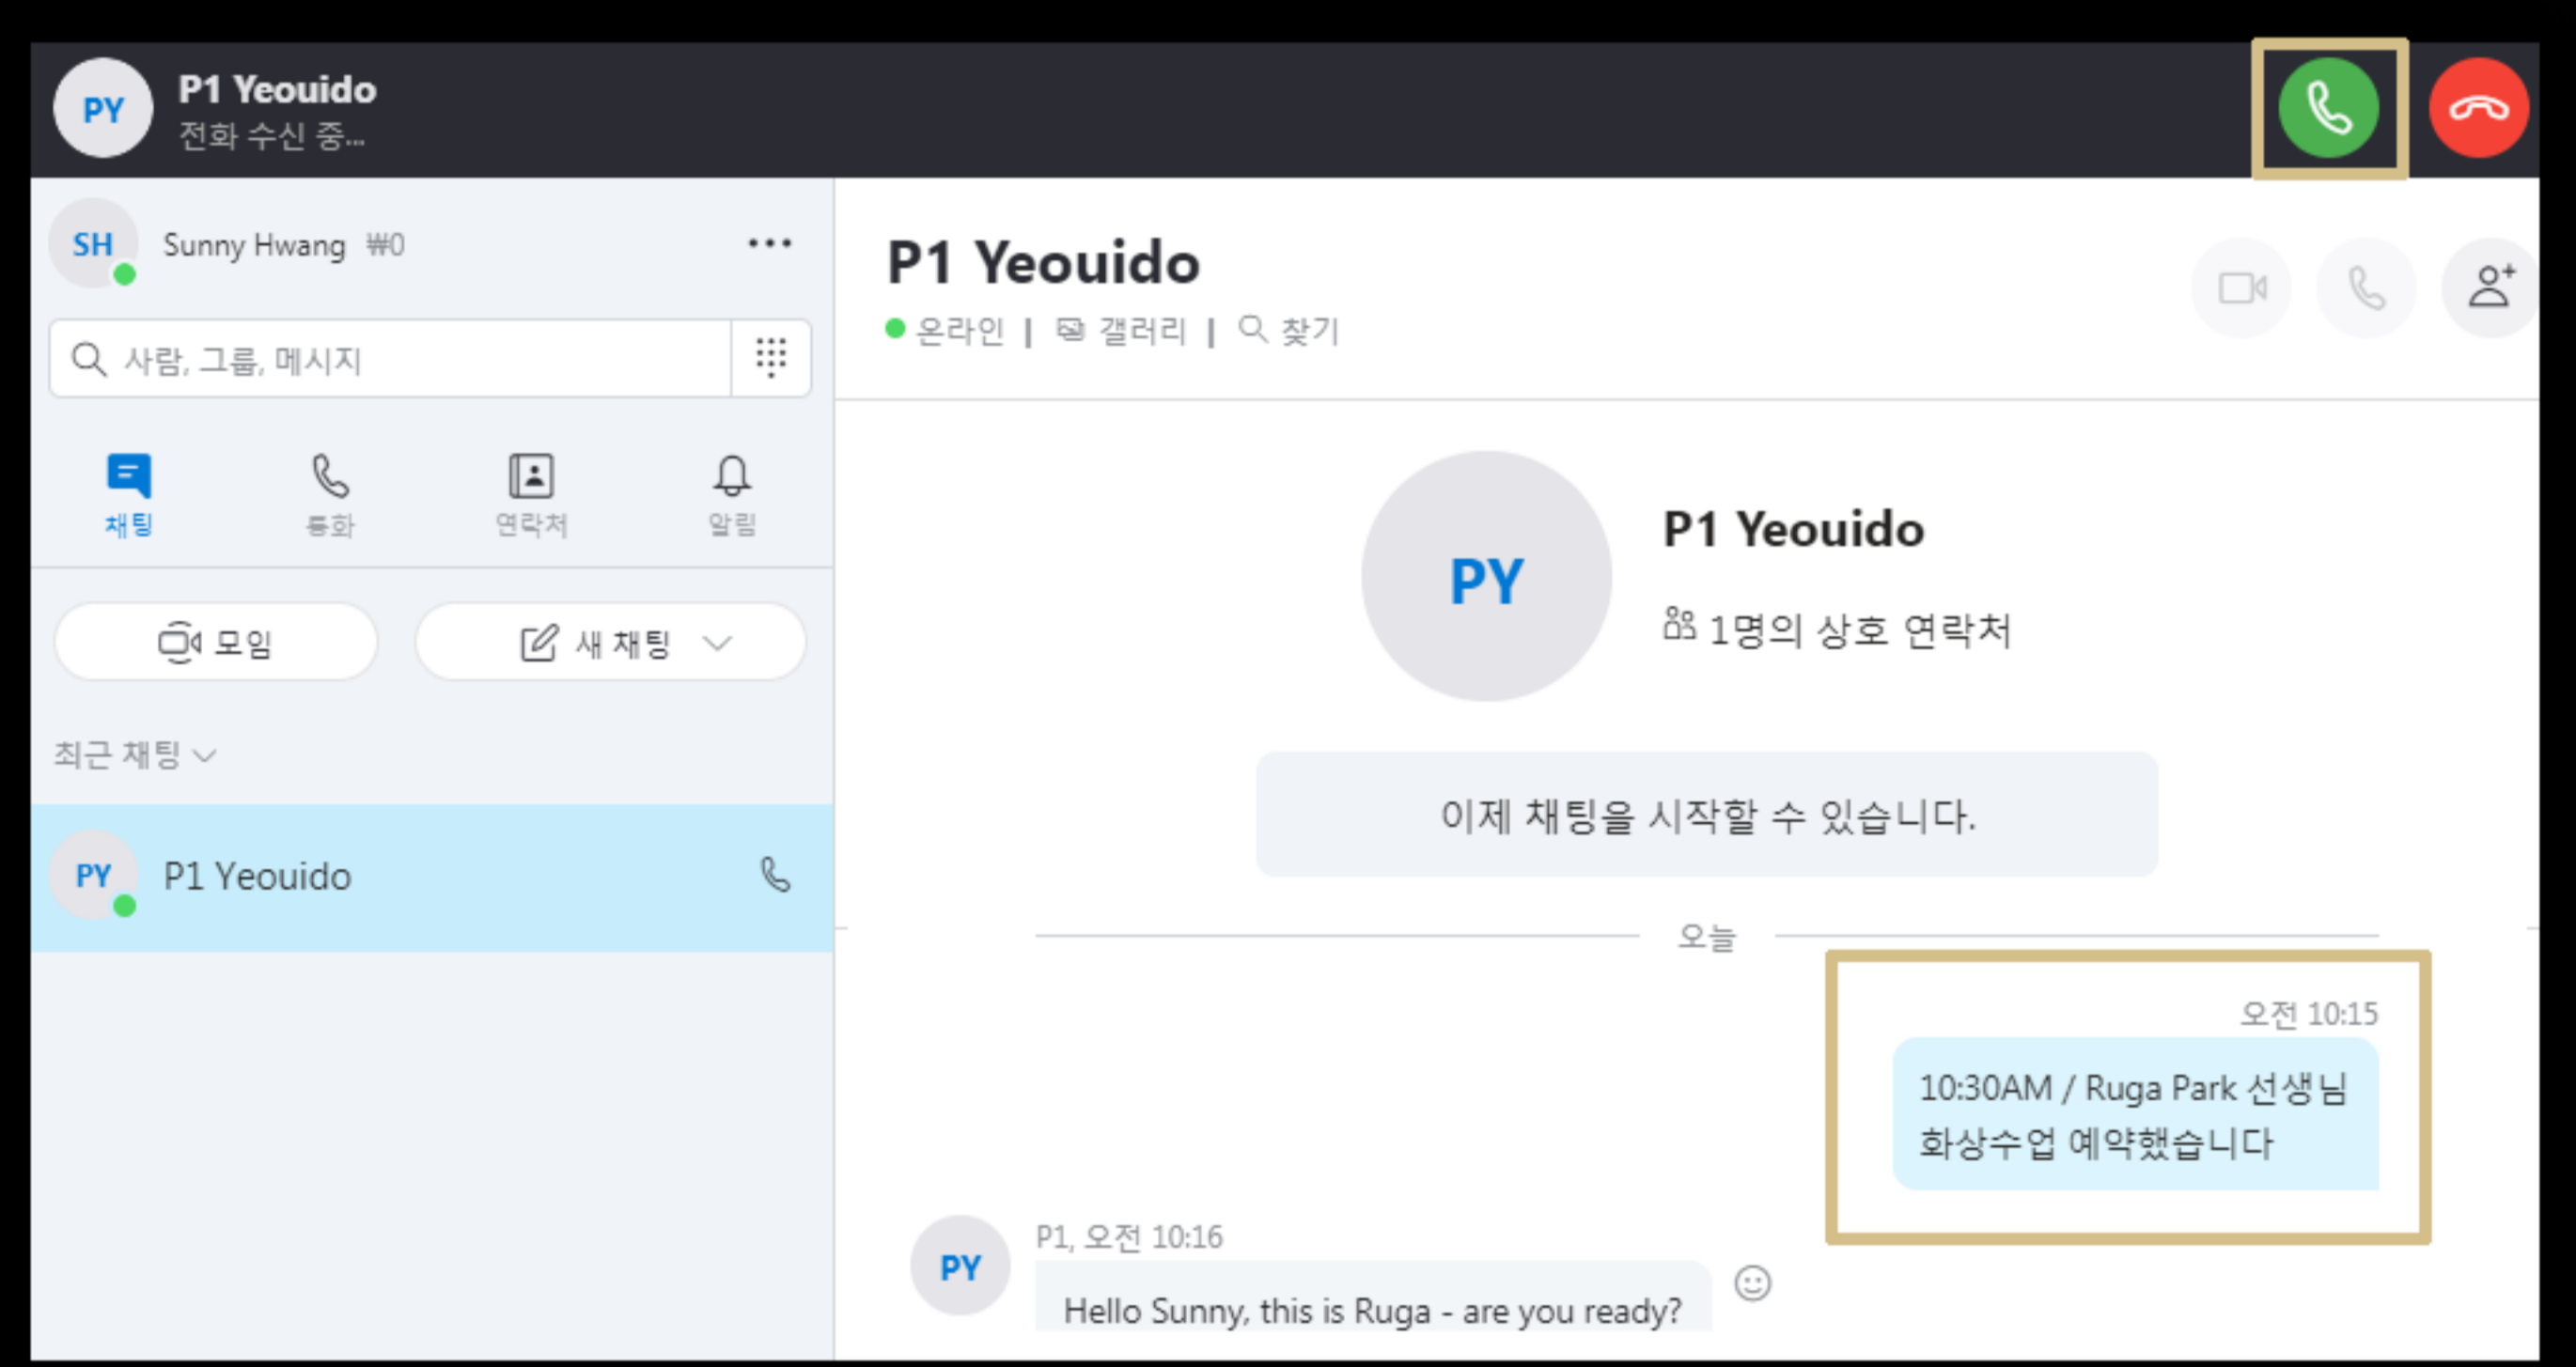 PY
P1 Yeouido
전화 수신 중...
SH
Sunny Hwang ₩0
사람, 그룹, 메시지
채팅
통화
연락처
알림
모임
새 채팅
최근 채팅
PY
P1 Yeouido
P1 Yeouido
온라인 | 갤러리 | 찾기
PY
P1 Yeouido
1명의 상호 연락처
이제 채팅을 시작할 수 있습니다.
오늘
오전 10:15
10:30AM / Ruga Park 선생님
화상수업 예약했습니다
P1, 오전 10:16
PY
Hello Sunny, this is Ruga - are you ready?